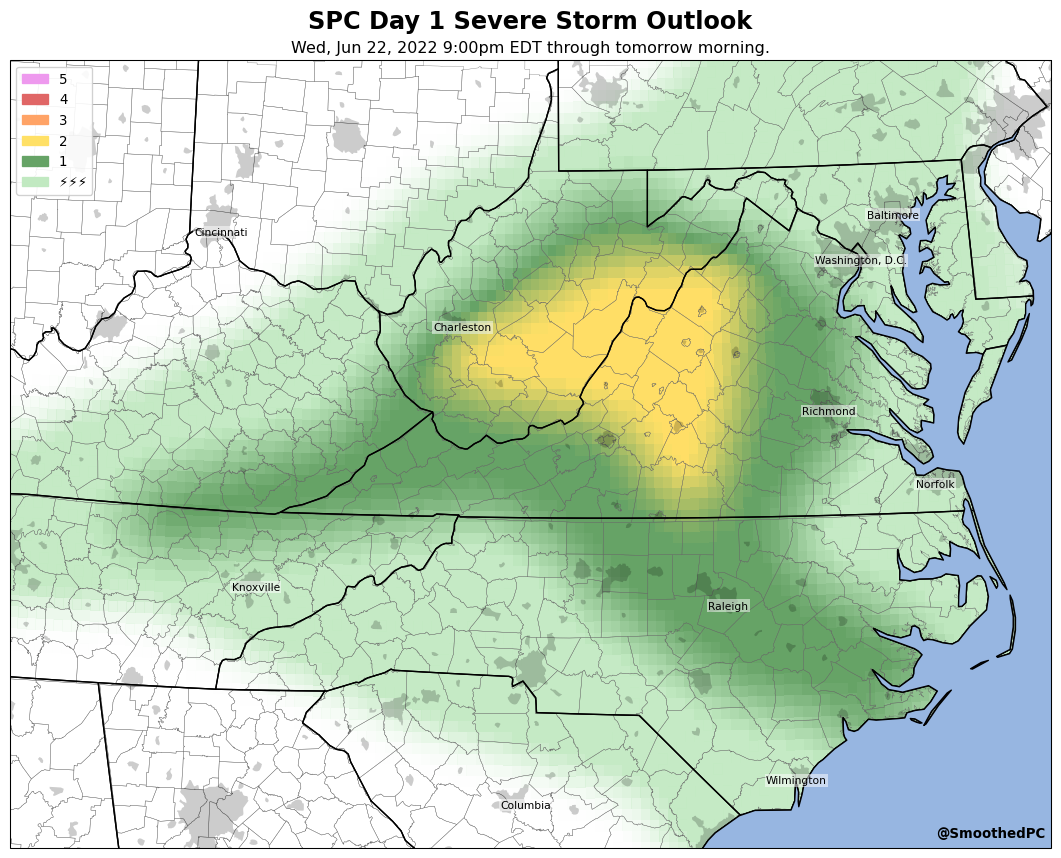 SPC Day 1 Severe Storm Outlook
Wed, Jun 22, 2022 9:00pm EDT through tomorrow morning.
5
4
3
2
1
⚡⚡⚡
Baltimore
Cincinnati
Washington, D.C.
Charleston
Richmond
Norfolk
Knoxville
Raleigh
Wilmington
Columbia
@SmoothedPC